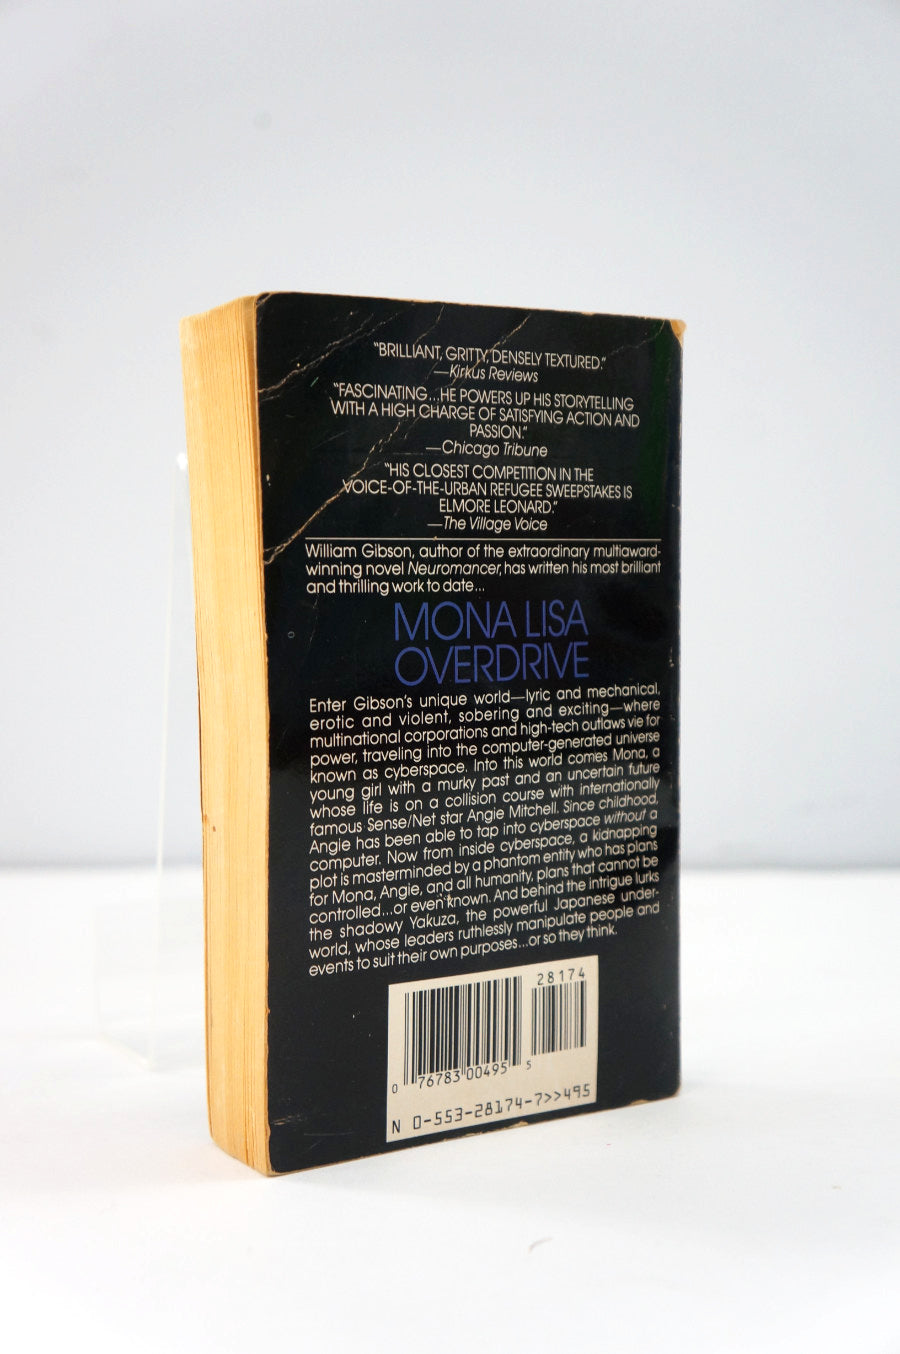 "BRILLIANT, GRITTY, DENSELY TEXTURED."
—Kirkus Reviews
"FASCINATING...HE POWERS UP HIS STORYTELLING
WITH A HIGH CHARGE OF SATISFYING ACTION AND
PASSION."
—Chicago Tribune
"HIS CLOSEST COMPETITION IN THE
VOICE-OF-THE-URBAN REFUGEE SWEEPSTAKES IS
ELMORE LEONARD."
—The Village Voice
William Gibson, author of the extraordinary multiaward-
winning novel Neuromancer, has written his most brilliant
and thrilling work to date...
MONA LISA
OVERDRIVE
Enter Gibson's unique world—lyric and mechanical,
erotic and violent, sobering and exciting—where
multinational corporations and high-tech outlaws vie for
power, traveling into the computer-generated universe
known as cyberspace. Into this world comes Mona, a
young girl with a murky past and an uncertain future
whose life is on a collision course with internationally
famous Sense/Net star Angie Mitchell. Since childhood,
Angie has been able to tap into cyberspace without a
computer. Now from inside cyberspace, a kidnapping
plot is masterminded by a phantom entity who has plans
for Mona, Angie, and all humanity, plans that cannot be
controlled...or even known. And behind the intrigue lurks
the shadowy Yakuza, the powerful Japanese under-
world, whose leaders ruthlessly manipulate people and
events to suit their own purposes...or so they think.
28174
0 76783 00495 5
N 0-553-28174-7>>495